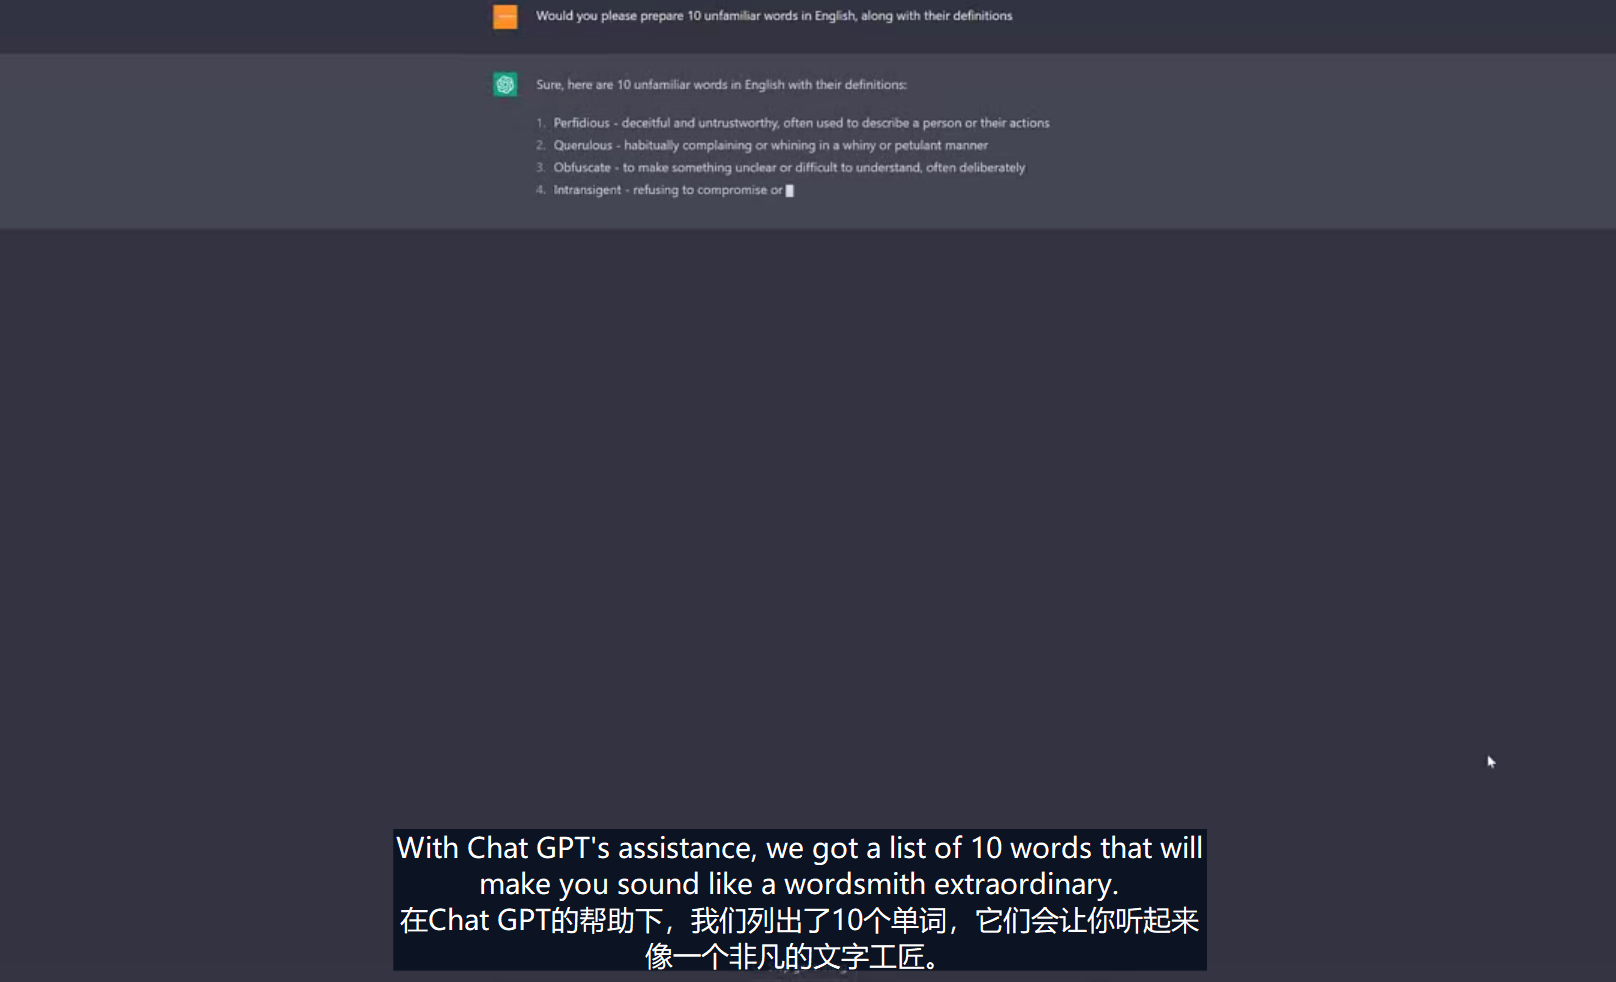 Would you please prepare 10 unfamiliar words in English, along with their definitions
Sure, here are 10 unfamiliar words in English with their definitions:
1. Perfidious - deceitful and untrustworthy, often used to describe a person or their actions
2. Querulous - habitually complaining or whining in a whiny or petulant manner
3. Obfuscate - to make something unclear or difficult to understand, often deliberately
4. Intransigent - refusing to compromise or
With Chat GPT's assistance, we got a list of 10 words that will
make you sound like a wordsmith extraordinary.
在Chat GPT的帮助下，我们列出了10个单词，它们会让你听起来
像一个非凡的文字工匠。